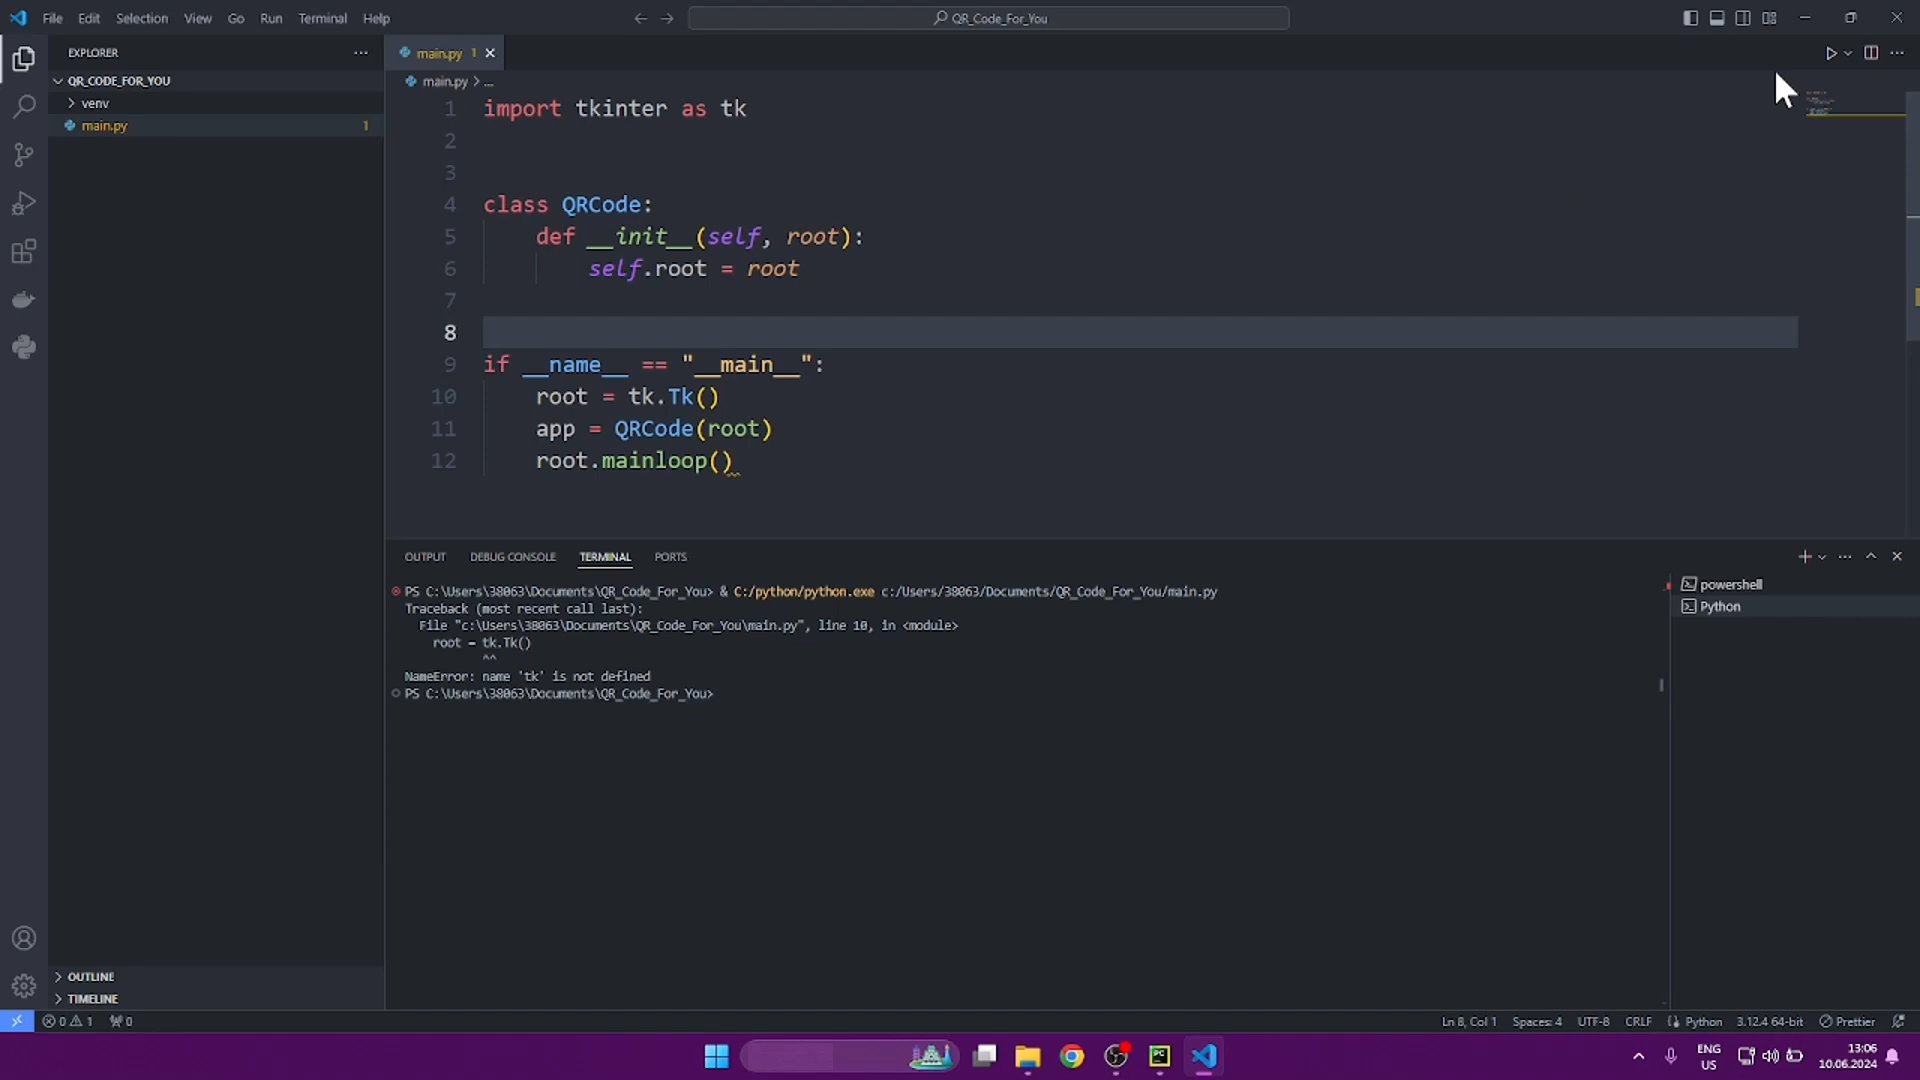 File Edit Selection View Go Run Terminal Help
QR_Code_For_You
EXPLORER
QR_CODE_FOR_YOU
venv
main.py 1
main.py 1
main.py > ...
1 import tkinter as tk
2
3
4 class QRCode:
5 def __init__(self, root):
6 self.root = root
7
8
9 if __name__ == "__main__":
10 root = tk.Tk()
11 app = QRCode(root)
12 root.mainloop()
OUTPUT DEBUG CONSOLE TERMINAL PORTS
PS C:\Users\38063\Documents\QR_Code_For_You> & C:/python/python.exe c:/Users/38063/Documents/QR_Code_For_You/main.py
Traceback (most recent call last):
File "c:\Users\38063\Documents\QR_Code_For_You\main.py", line 10, in <module>
root = tk.Tk()
^^
NameError: name 'tk' is not defined
PS C:\Users\38063\Documents\QR_Code_For_You>
powershell
Python
OUTLINE
TIMELINE
0 1 0
Ln 8, Col 1 Spaces: 4 UTF-8 CRLF Python 3.12.4 64-bit Prettier
PC
ENG
US
13:06
10.06.2024